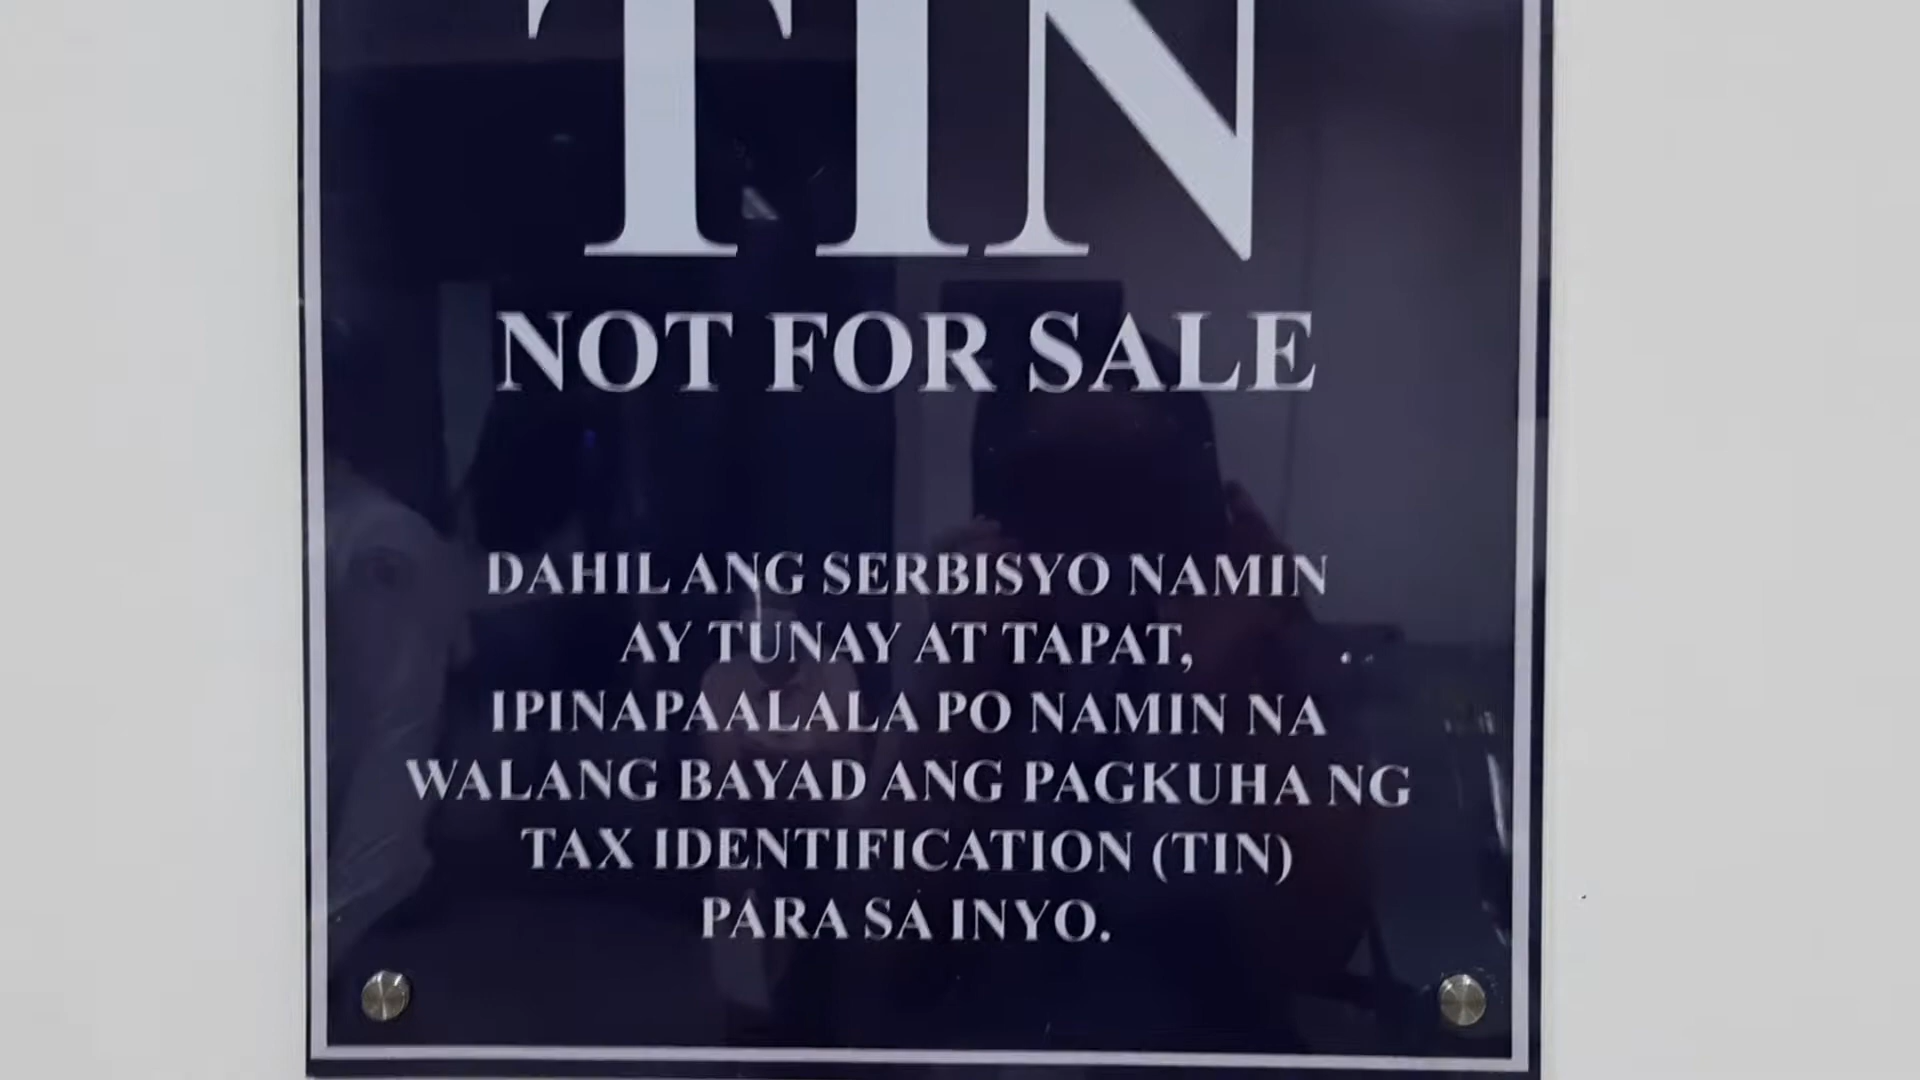 TIN
NOT FOR SALE
DAHIL ANG SERBISYO NAMIN
AY TUNAY AT TAPAT,
IPINAPAALALA PO NAMIN NA
WALANG BAYAD ANG PAGKUHA NG
TAX IDENTIFICATION (TIN)
PARA SA INYO.